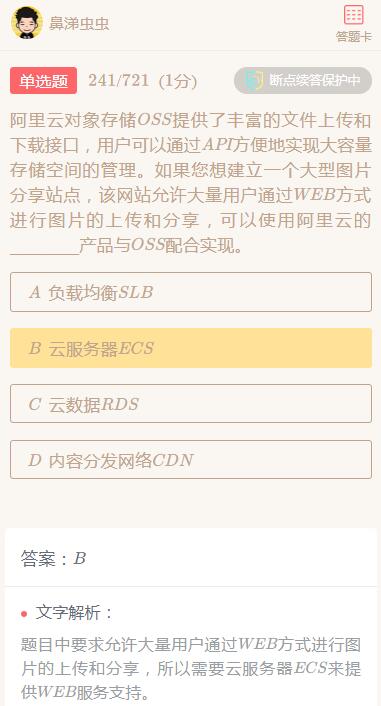 鼻涕虫虫
答题卡
单选题 241/721 (1分) 断点续答保护中
阿里云对象存储OSS提供了丰富的文件上传和
下载接口，用户可以通过API方便地实现大容量
存储空间的管理。如果您想建立一个大型图片
分享站点，该网站允许大量用户通过WEB方式
进行图片的上传和分享，可以使用阿里云的
________产品与OSS配合实现。
A 负载均衡SLB
B 云服务器ECS
C 云数据RDS
D 内容分发网络CDN
答案：B
文字解析：
题目中要求允许大量用户通过WEB方式进行图
片的上传和分享，所以需要云服务器ECS来提
供WEB服务支持。